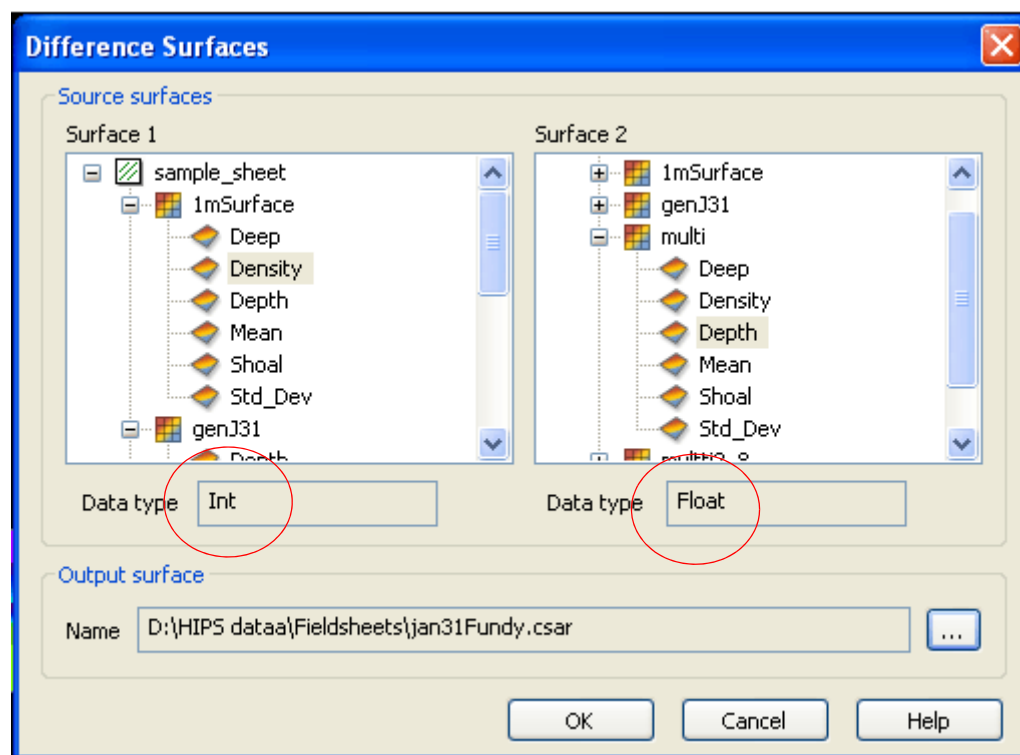 Difference Surfaces
Source surfaces
Surface 1
sample_sheet
1mSurface
Deep
Density
Depth
Mean
Shoal
Std_Dev
genJ31
Depth
Data type Int
Surface 2
1mSurface
genJ31
multi
Deep
Density
Depth
Mean
Shoal
Std_Dev
Data type Float
Output surface
Name D:\HIPS dataa\Fieldsheets\jan31Fundy.csar ...
OK Cancel Help